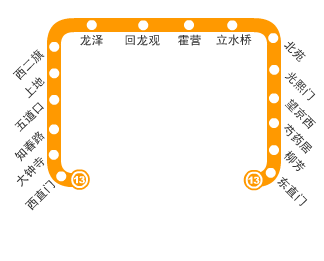 龙泽
回龙观
霍营
立水桥
西二旗
上地
五道口
知春路
大钟寺
西直门
13
北苑
光熙门
望京西
芍药居
柳芳
东直门
13